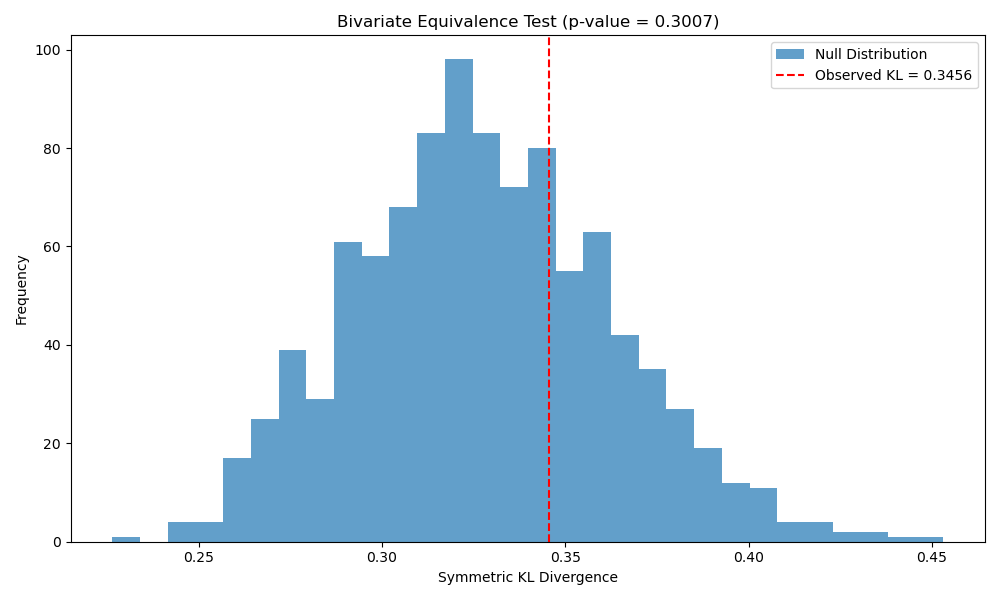 Bivariate Equivalence Test (p-value = 0.3007)
Null Distribution
Observed KL = 0.3456
Frequency
100
80
60
40
20
0
0.25
0.30
0.35
0.40
0.45
Symmetric KL Divergence